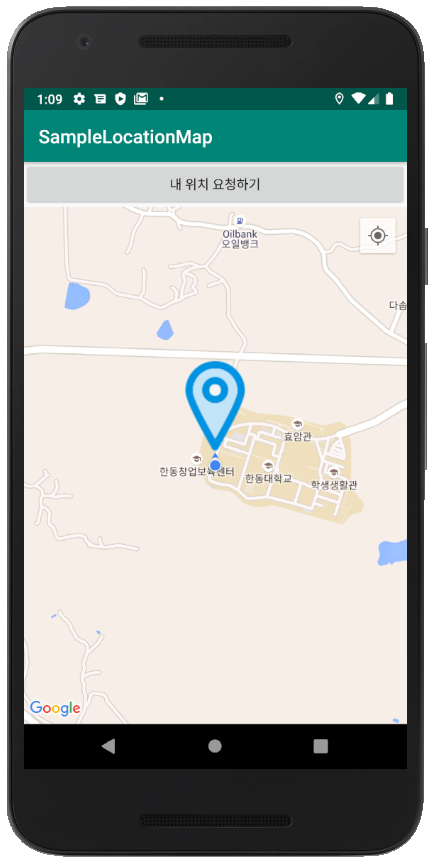 1:09
SampleLocationMap
내 위치 요청하기
Oilbank
오일뱅크
다솜
효암관
한동창업보육센터
한동대학교
학생생활관
Google